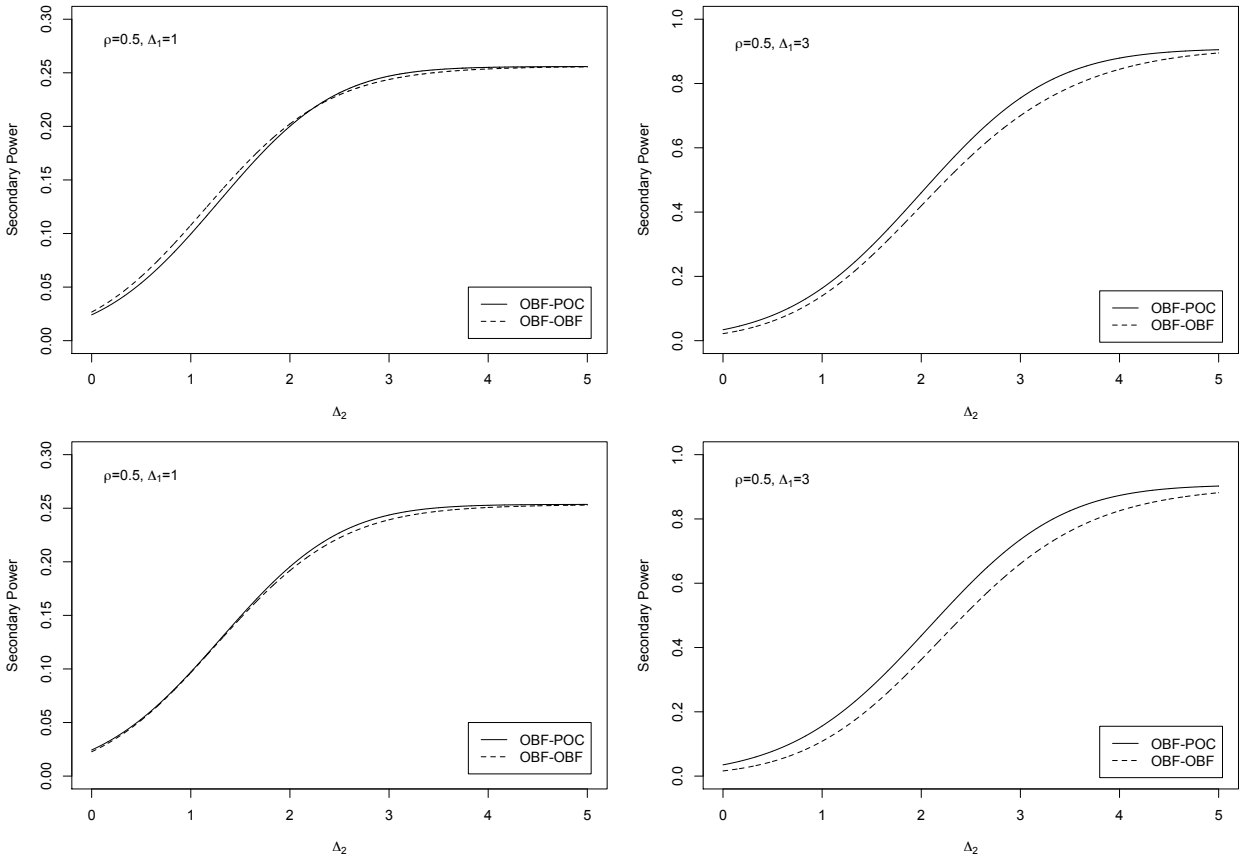 ρ=0.5, Δ₁=1
Secondary Power
0.00 0.05 0.10 0.15 0.20 0.25 0.30
OBF-POC
OBF-OBF
0 1 2 3 4 5
Δ₂
ρ=0.5, Δ₁=3
Secondary Power
0.0 0.2 0.4 0.6 0.8 1.0
OBF-POC
OBF-OBF
0 1 2 3 4 5
Δ₂
ρ=0.5, Δ₁=1
Secondary Power
0.00 0.05 0.10 0.15 0.20 0.25 0.30
OBF-POC
OBF-OBF
0 1 2 3 4 5
Δ₂
ρ=0.5, Δ₁=3
Secondary Power
0.0 0.2 0.4 0.6 0.8 1.0
OBF-POC
OBF-OBF
0 1 2 3 4 5
Δ₂